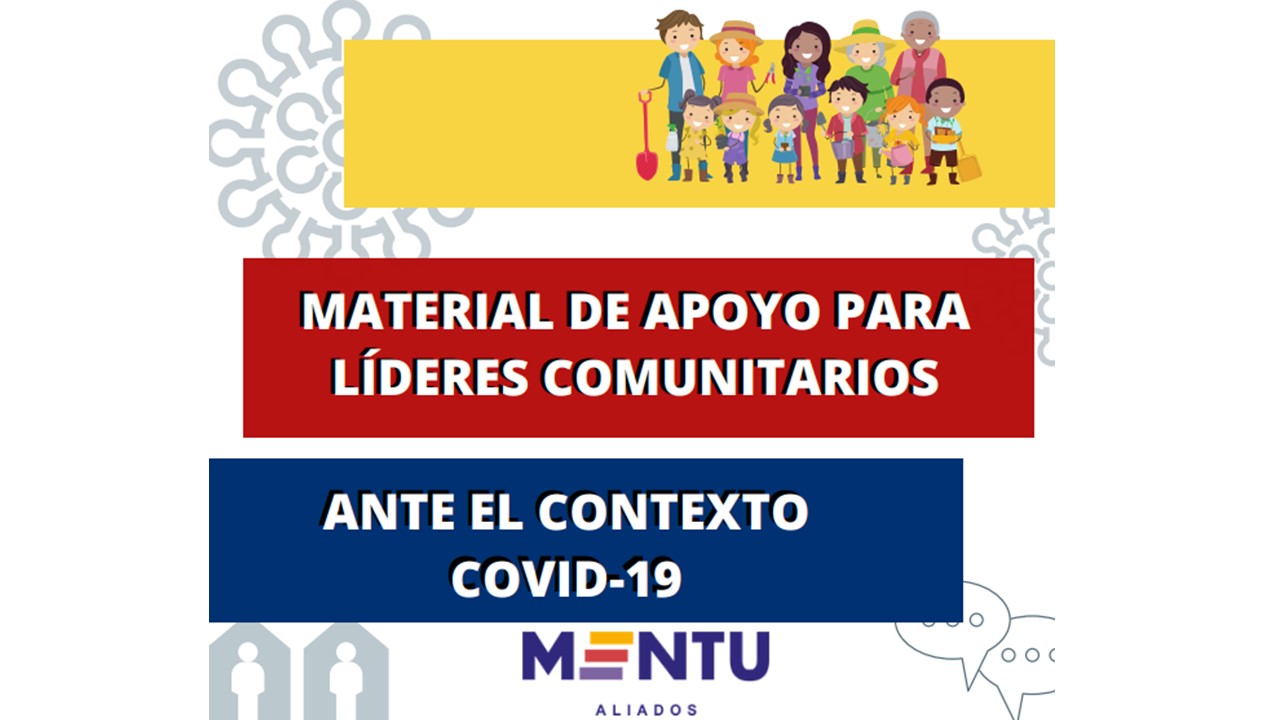 MATERIAL DE APOYO PARA
LÍDERES COMUNITARIOS
ANTE EL CONTEXTO
COVID-19
MENTU
ALIADOS